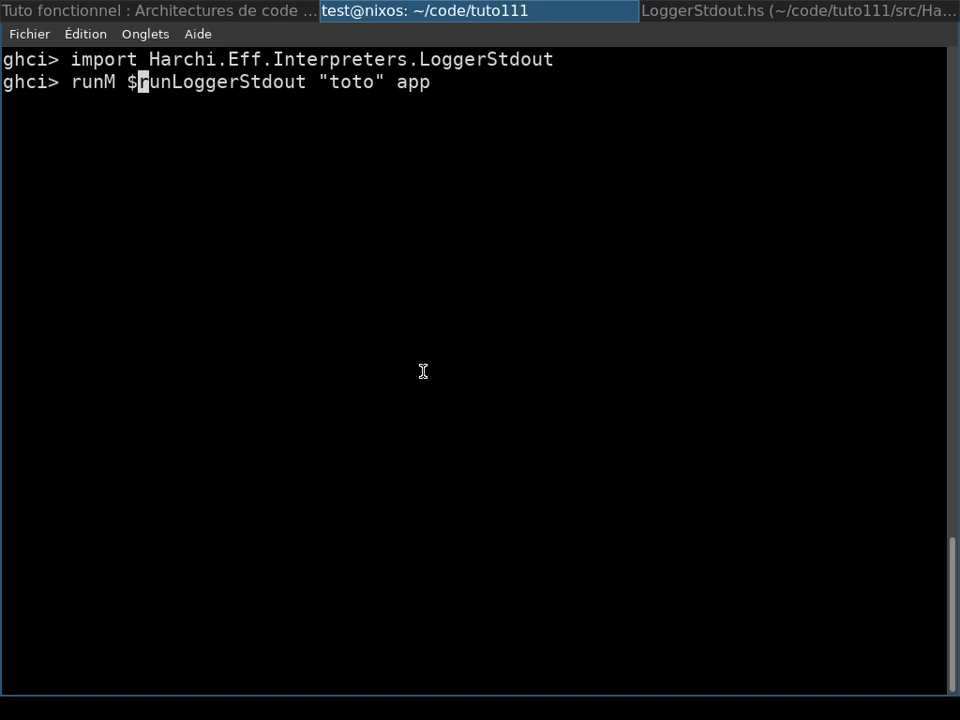 Tuto fonctionnel : Architectures de code ... test@nixos: ~/code/tuto111 LoggerStdout.hs (~/code/tuto111/src/Ha...
Fichier Édition Onglets Aide
ghci> import Harchi.Eff.Interpreters.LoggerStdout
ghci> runM $runLoggerStdout "toto" app